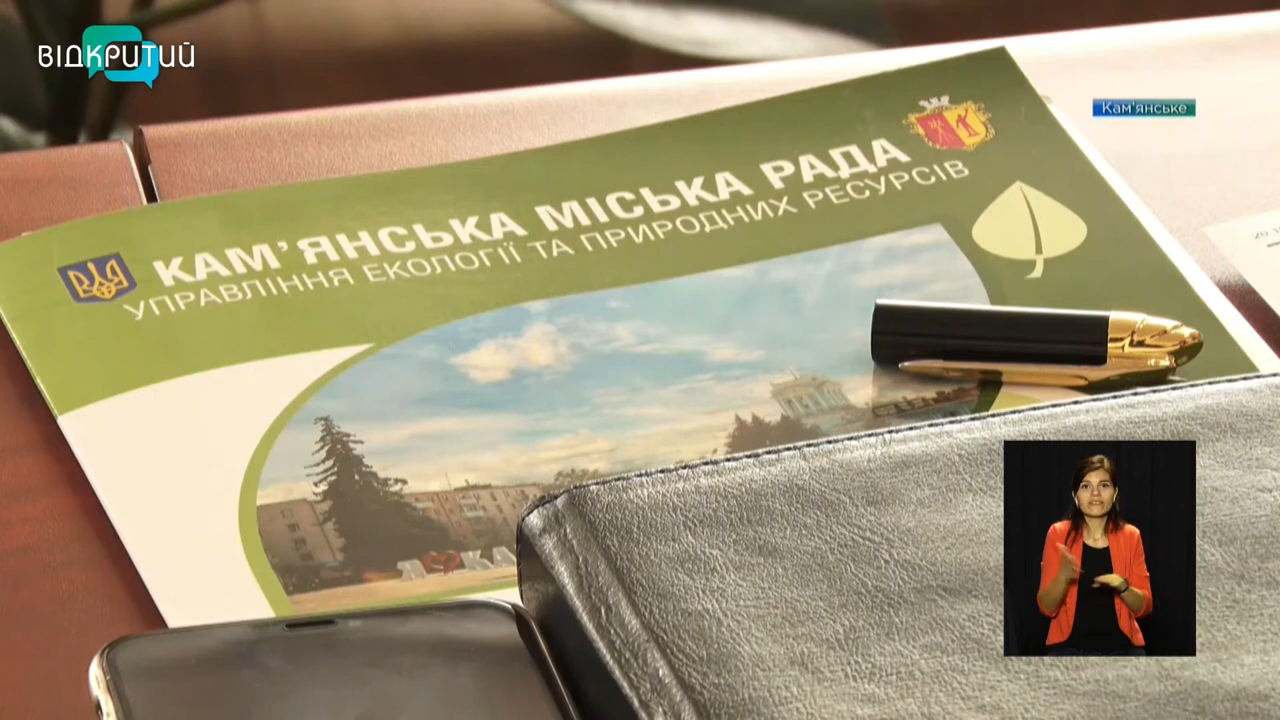 ВІДКРИТИЙ
Кам'янське
КАМ’ЯНСЬКА МІСЬКА РАДА
УПРАВЛІННЯ ЕКОЛОГІЇ ТА ПРИРОДНИХ РЕСУРСІВ